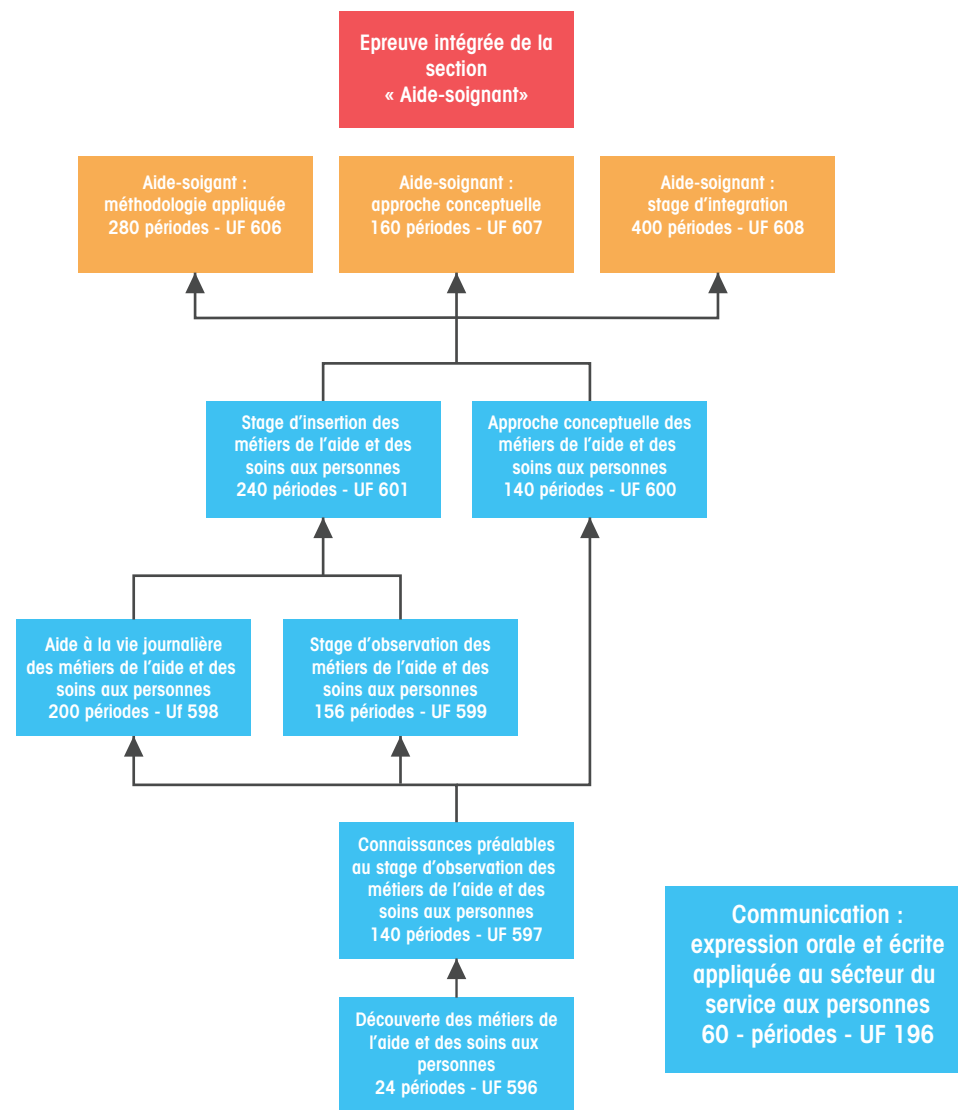 Epreuve intégrée de la
section
« Aide-soignant»
Aide-soigant :
méthodologie appliquée
280 périodes - UF 606
Aide-soignant :
approche conceptuelle
160 périodes - UF 607
Aide-soignant :
stage d’integration
400 périodes - UF 608
Stage d’insertion des
métiers de l’aide et des
soins aux personnes
240 périodes - UF 601
Approche conceptuelle des
métiers de l’aide et des
soins aux personnes
140 périodes - UF 600
Aide à la vie journalière
des métiers de l’aide et des
soins aux personnes
200 périodes - Uf 598
Stage d’observation des
métiers de l’aide et des
soins aux personnes
156 périodes - UF 599
Connaissances préalables
au stage d’observation des
métiers de l’aide et des
soins aux personnes
140 périodes - UF 597
Communication :
expression orale et écrite
appliquée au sécteur du
service aux personnes
60 - périodes - UF 196
Découverte des métiers de
l’aide et des soins aux
personnes
24 périodes - UF 596